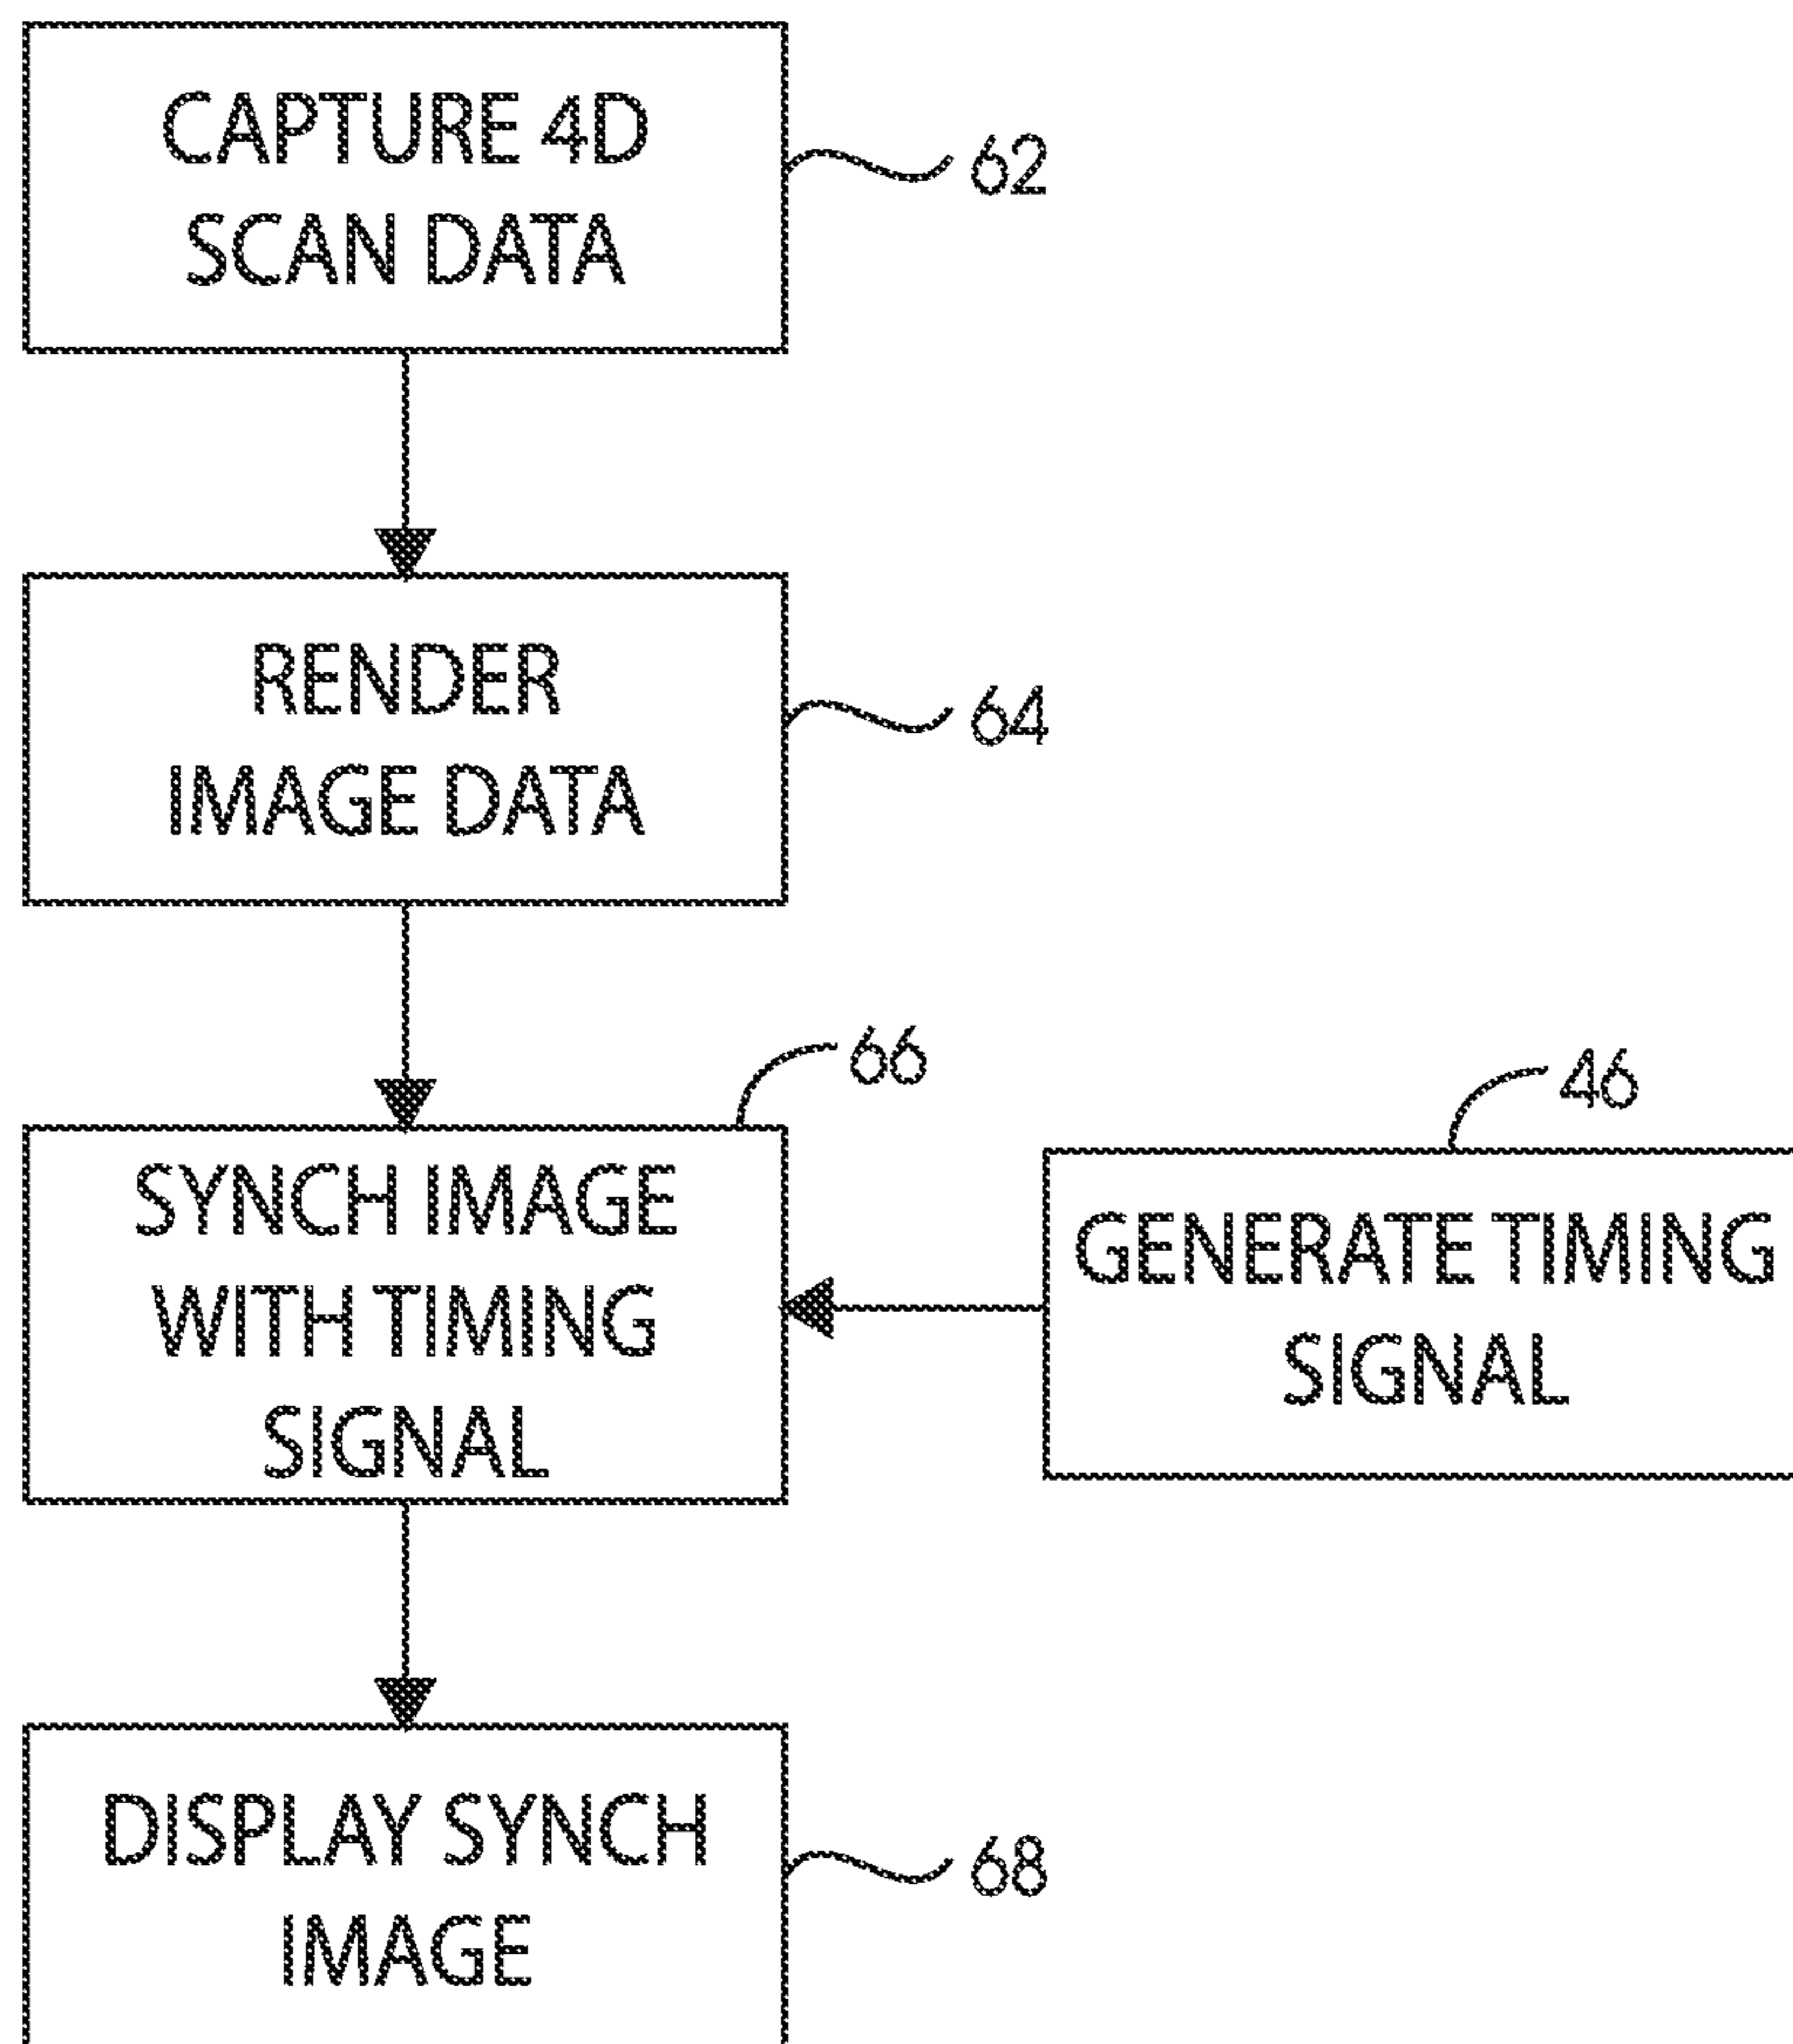 CAPTURE 4D
SCAN DATA
62
RENDER
IMAGE DATA
64
66
SYNCH IMAGE
WITH TIMING
SIGNAL
46
GENERATE TIMING
SIGNAL
DISPLAY SYNCH
IMAGE
68